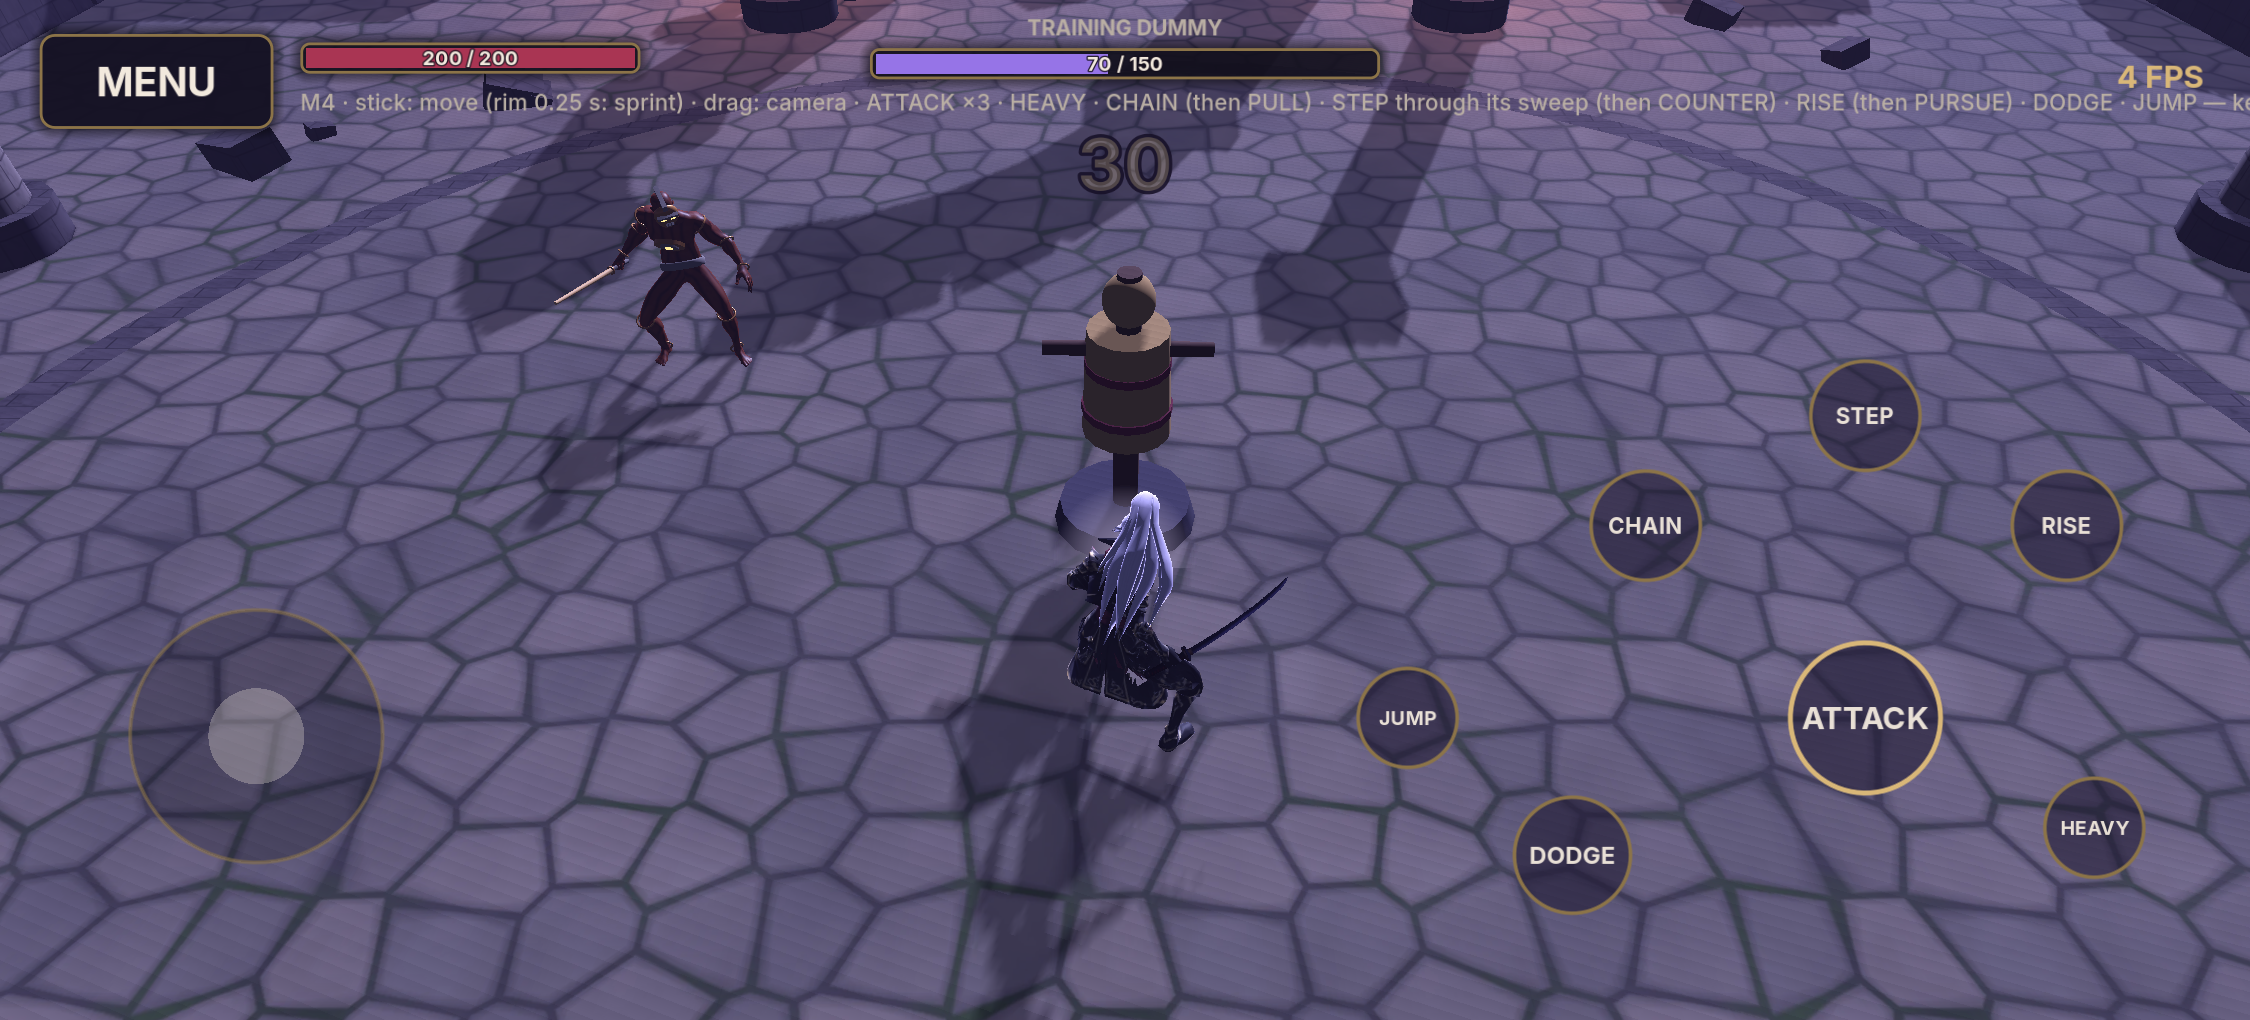 TRAINING DUMMY
MENU
200 / 200
70 / 150
4 FPS
M4 · stick: move (rim 0.25 s: sprint) · drag: camera · ATTACK ×3 · HEAVY · CHAIN (then PULL) · STEP through its sweep (then COUNTER) · RISE (then PURSUE) · DODGE · JUMP — ke
30
STEP
CHAIN
RISE
JUMP
ATTACK
HEAVY
DODGE